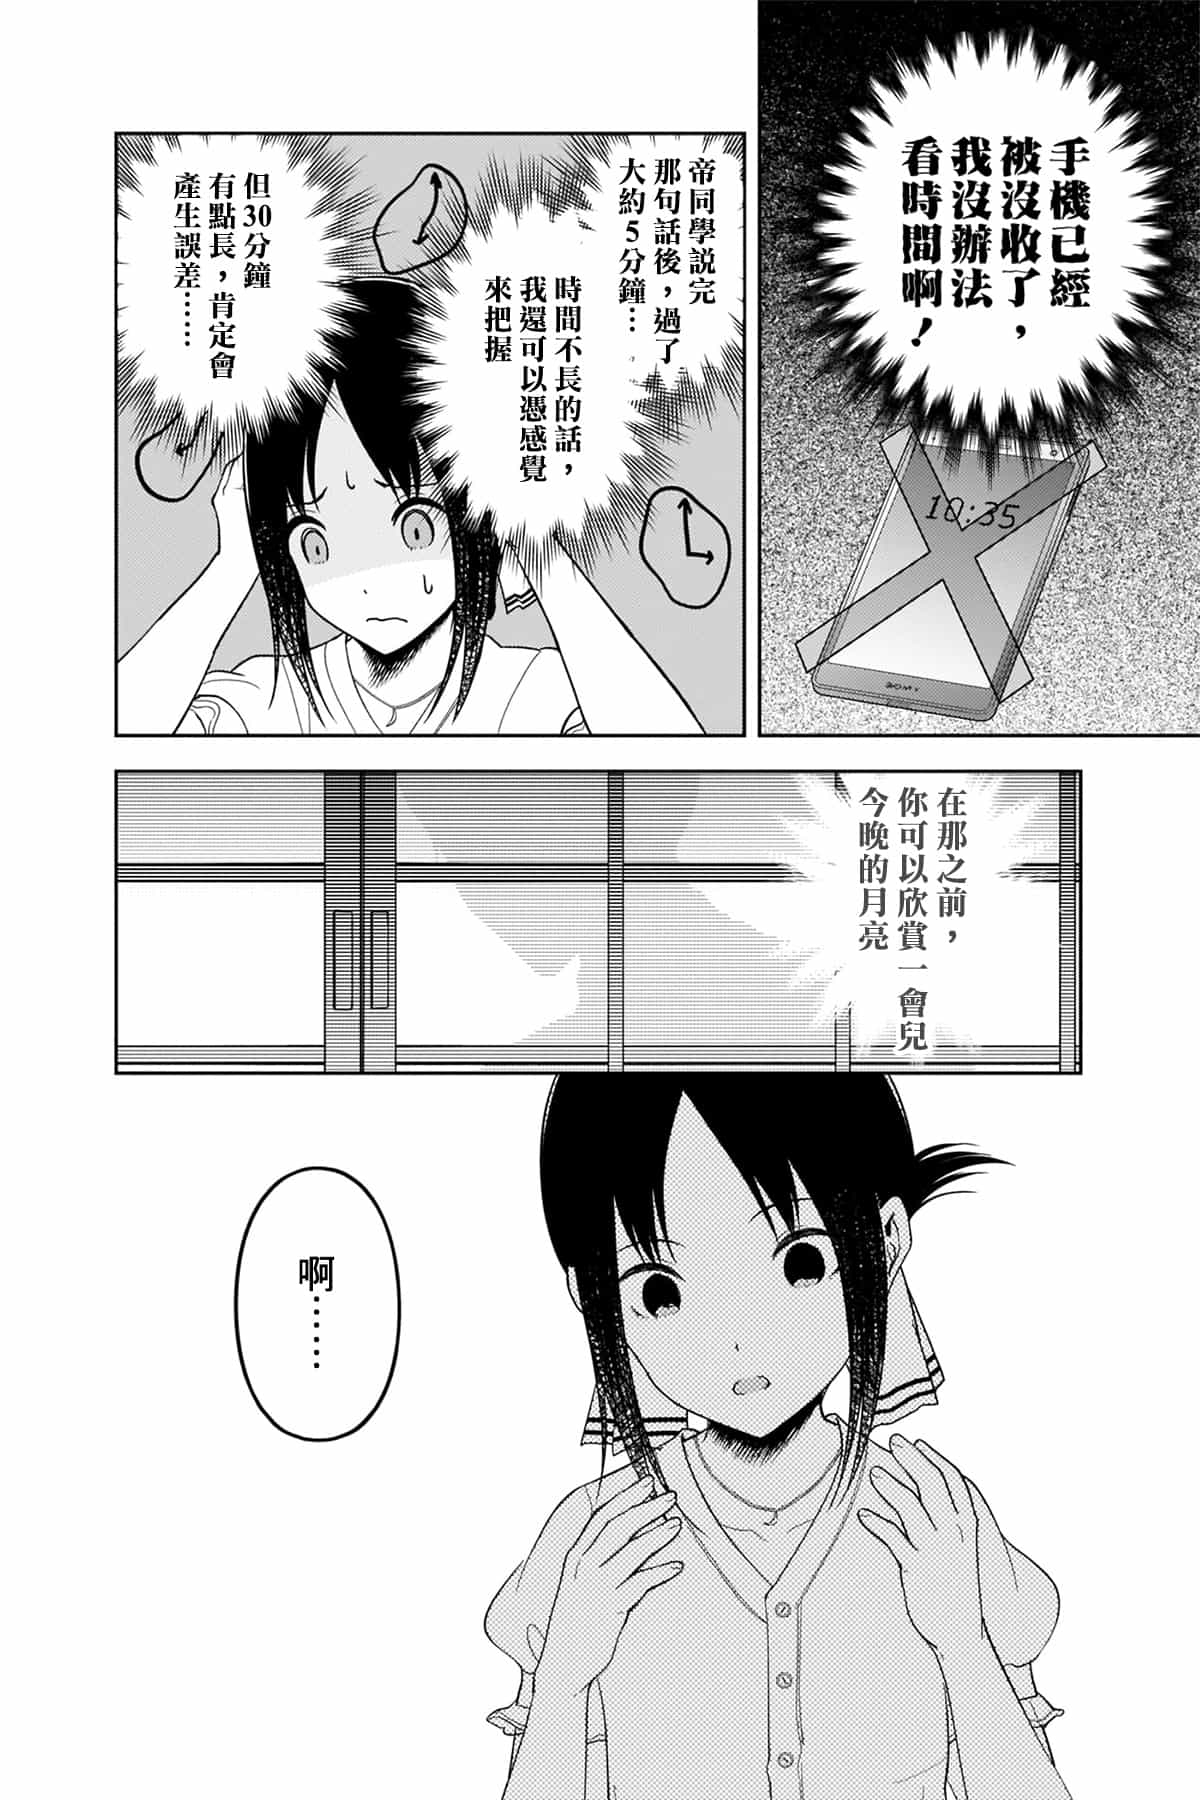 手機已經
被沒收了，
我沒辦法
看時間啊！
10:35
SOMY
帝同學説完
那句話後，過了
大約5分鐘…
時間不長的話，
我還可以憑感覺
來把握
但30分鐘
有點長，肯定會
產生誤差……
在那之前，
你可以欣賞一會兒
今晚的月亮
啊……